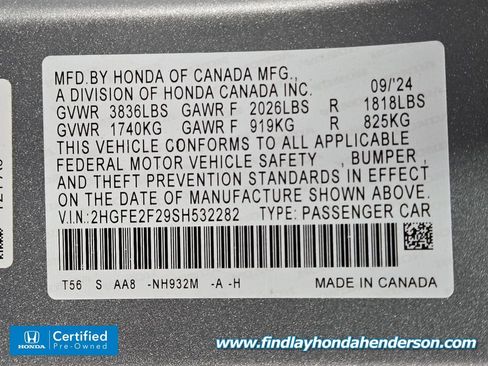 MFD.BY HONDA OF CANADA MFG.,
A DIVISION OF HONDA CANADA INC. 09/'24
GVWR 3836LBS GAWR F 2026LBS R 1818LBS
GVWR 1740KG GAWR F 919KG R 825KG
THIS VEHICLE CONFORMS TO ALL APPLICABLE
FEDERAL MOTOR VEHICLE SAFETY , BUMPER ,
AND THEFT PREVENTION STANDARDS IN EFFECT
ON THE DATE OF MANUFACTURE SHOWN ABOVE.
V.I.N.:2HGFE2F29SH532282 TYPE: PASSENGER CAR
T56 S AA8 -NH932M -A -H MADE IN CANADA
HONDA
Certified
Pre-Owned
www.findlayhondahenderson.com